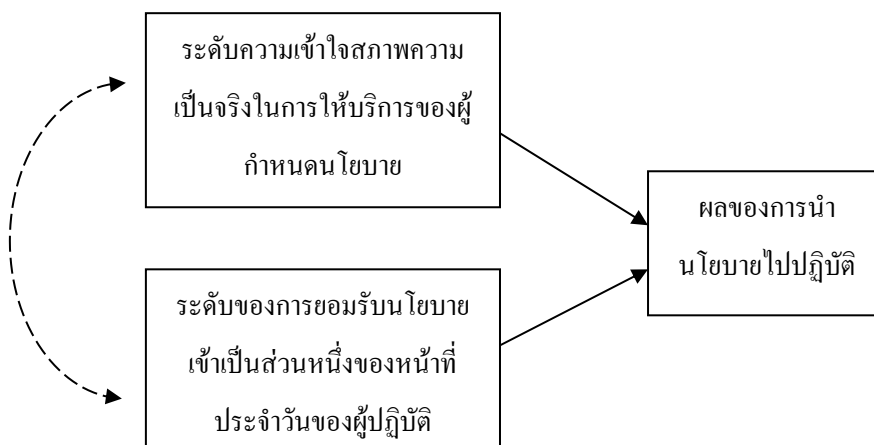 ระดับความเข้าใจสภาพความ
เป็นจริงในการให้บริการของผู้
กำหนดนโยบาย
ผลของการนำ
นโยบายไปปฏิบัติ
ระดับของการยอมรับนโยบาย
เข้าเป็นส่วนหนึ่งของหน้าที่
ประจำวันของผู้ปฏิบัติ